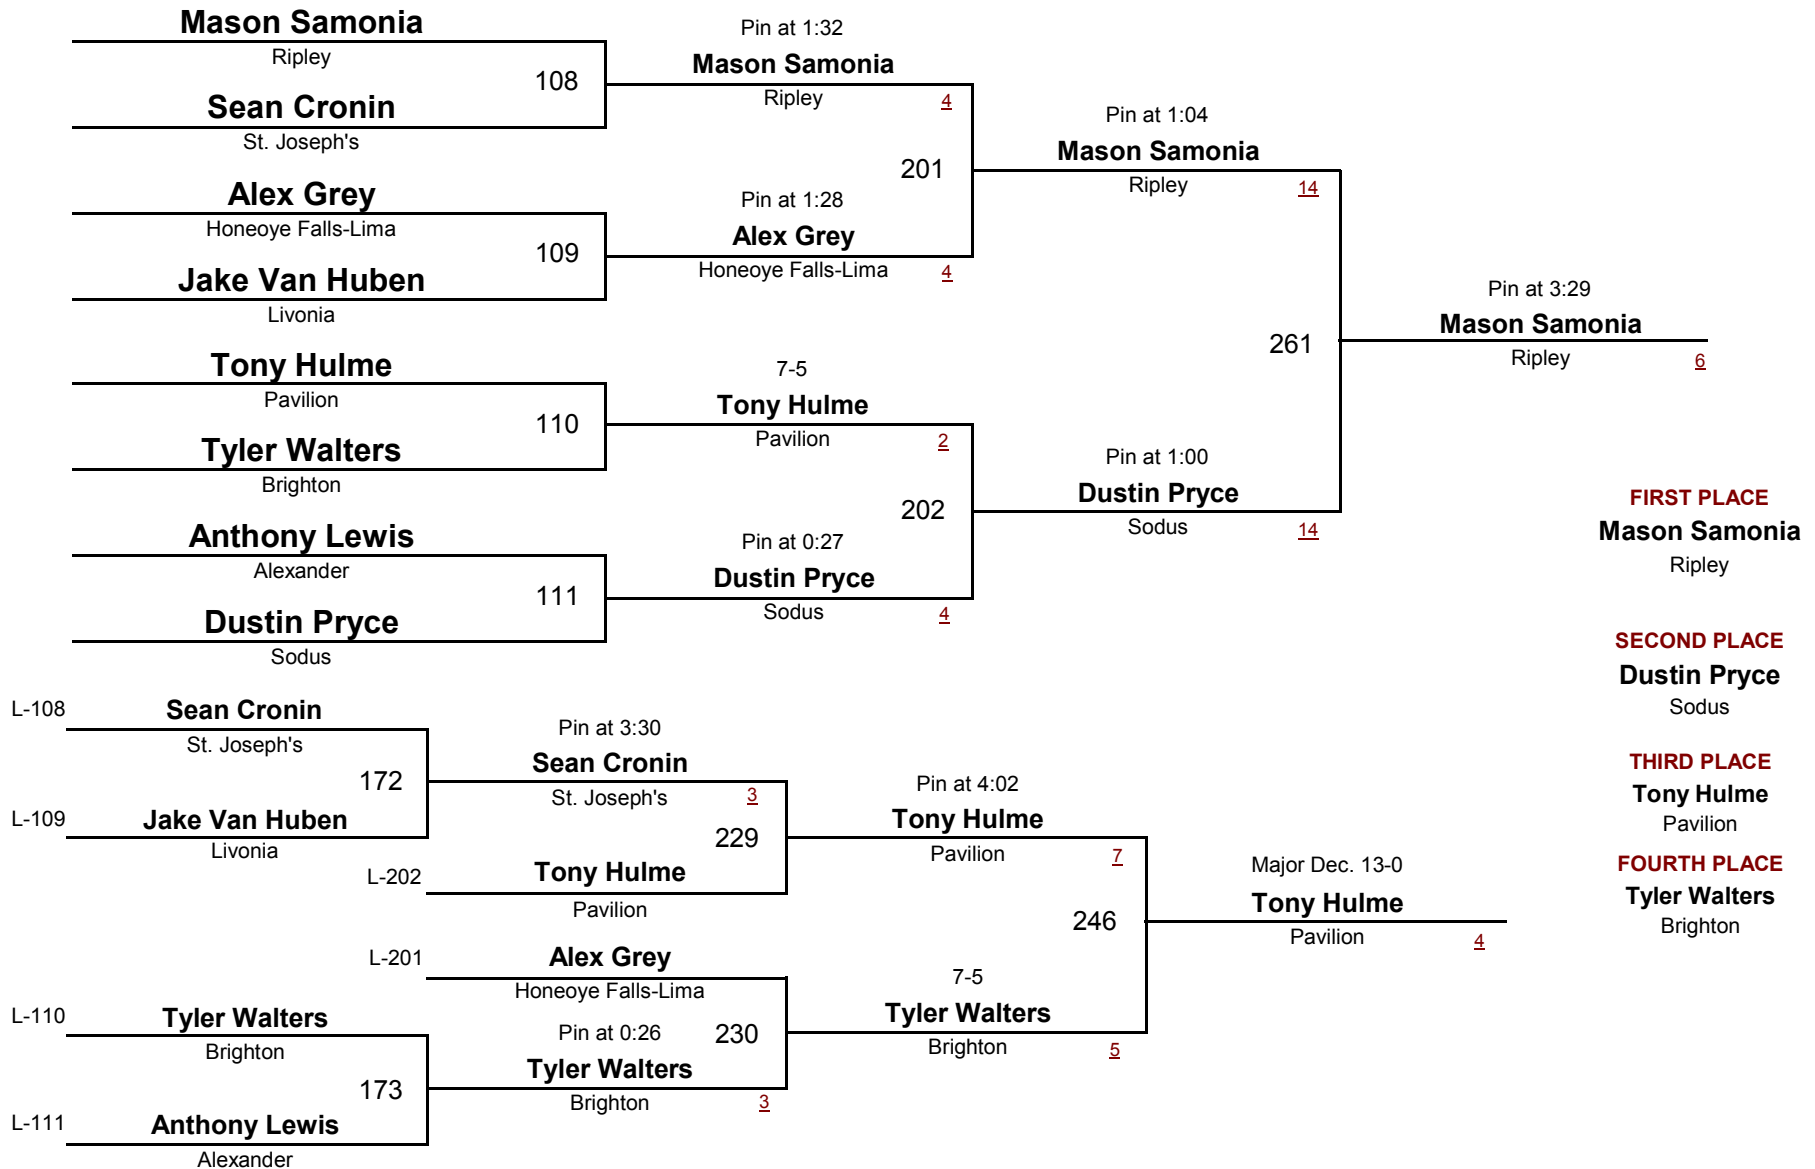 Mason Samonia
Ripley
108
Sean Cronin
St. Joseph's
Alex Grey
Honeoye Falls-Lima
109
Jake Van Huben
Livonia
Tony Hulme
Pavilion
110
Tyler Walters
Brighton
Anthony Lewis
Alexander
111
Dustin Pryce
Sodus
Pin at 1:32
Mason Samonia
Ripley
4
201
Pin at 1:28
Alex Grey
Honeoye Falls-Lima
4
7-5
Tony Hulme
Pavilion
2
202
Pin at 0:27
Dustin Pryce
Sodus
4
Pin at 1:04
Mason Samonia
Ripley
14
261
Pin at 1:00
Dustin Pryce
Sodus
14
Pin at 3:29
Mason Samonia
Ripley
6
FIRST PLACE
Mason Samonia
Ripley
SECOND PLACE
Dustin Pryce
Sodus
THIRD PLACE
Tony Hulme
Pavilion
FOURTH PLACE
Tyler Walters
Brighton
L-108
Sean Cronin
St. Joseph's
172
L-109
Jake Van Huben
Livonia
Pin at 3:30
Sean Cronin
St. Joseph's
3
229
L-202
Tony Hulme
Pavilion
L-201
Alex Grey
Honeoye Falls-Lima
230
L-110
Tyler Walters
Brighton
173
L-111
Anthony Lewis
Alexander
Pin at 0:26
Tyler Walters
Brighton
3
Pin at 4:02
Tony Hulme
Pavilion
7
246
7-5
Tyler Walters
Brighton
5
Major Dec. 13-0
Tony Hulme
Pavilion
4